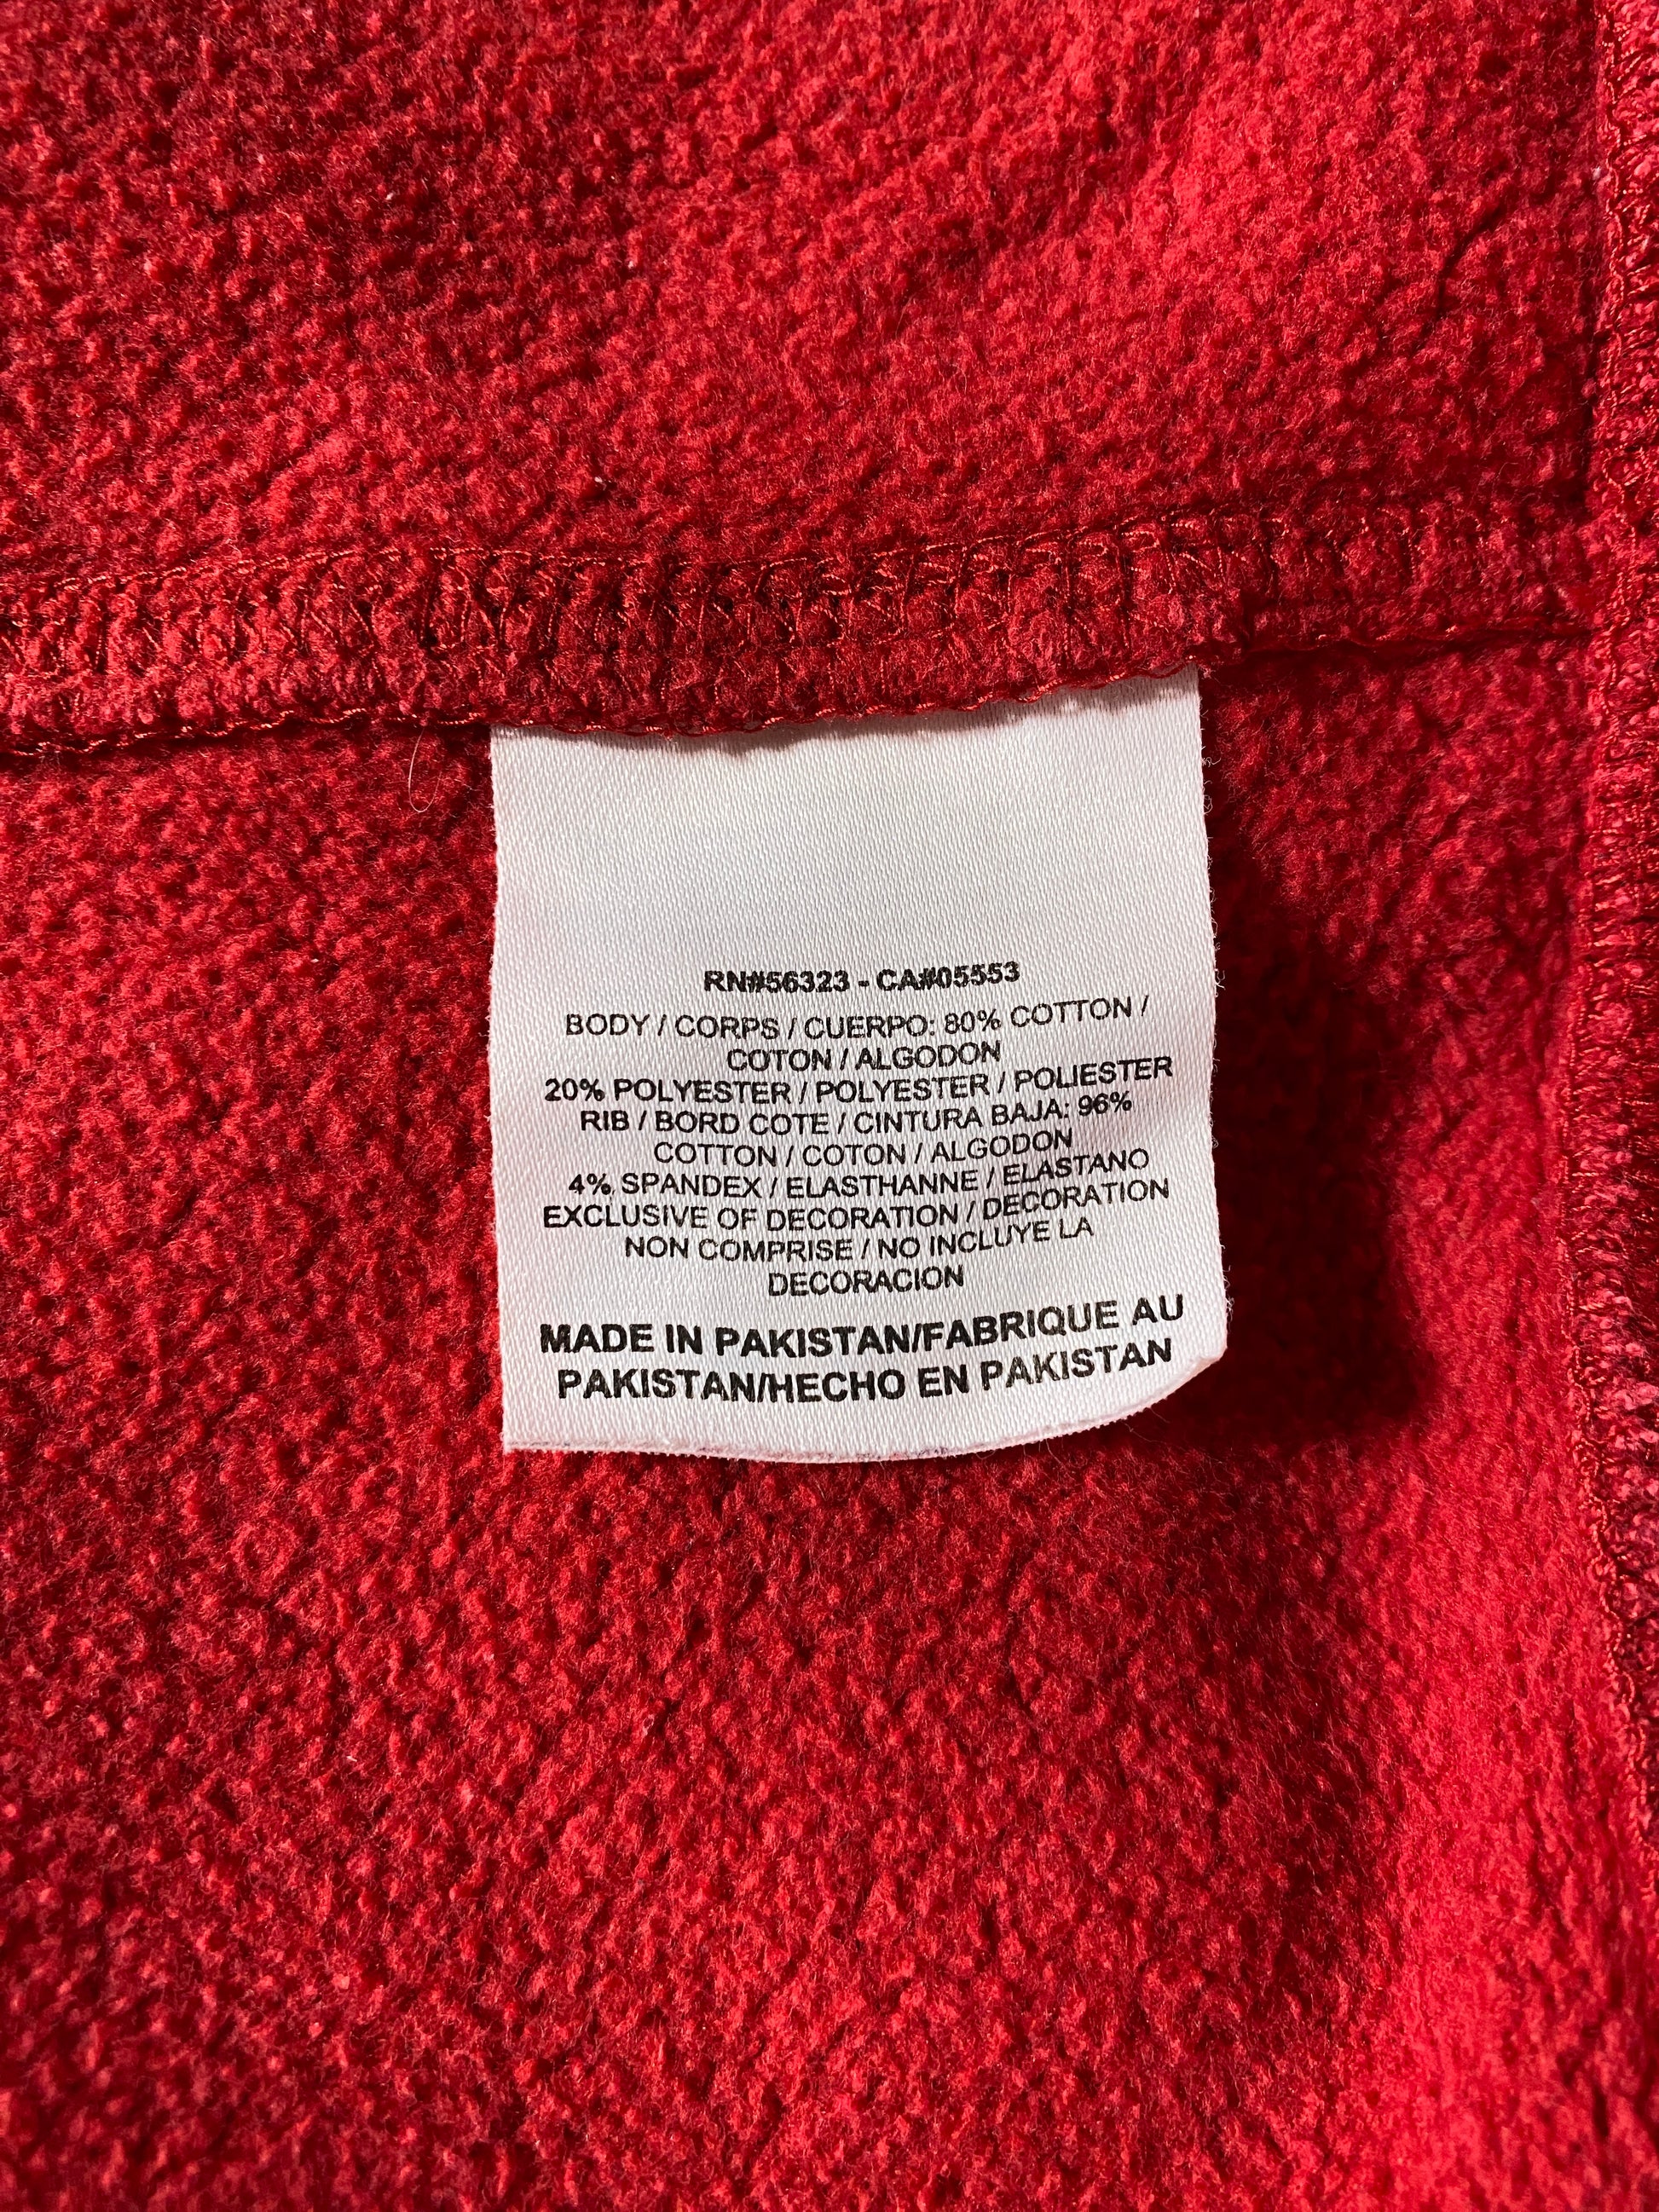 RN#56323 - CA#05553
BODY / CORPS / CUERPO: 80% COTTON /
COTON / ALGODON
20% POLYESTER / POLYESTER / POLIESTER
RIB / BORD COTE / CINTURA BAJA: 96%
COTTON / COTON / ALGODON
4% SPANDEX / ELASTHANNE / ELASTANO
EXCLUSIVE OF DECORATION / DECORATION
NON COMPRISE / NO INCLUYE LA
DECORACION
MADE IN PAKISTAN/FABRIQUE AU
PAKISTAN/HECHO EN PAKISTAN